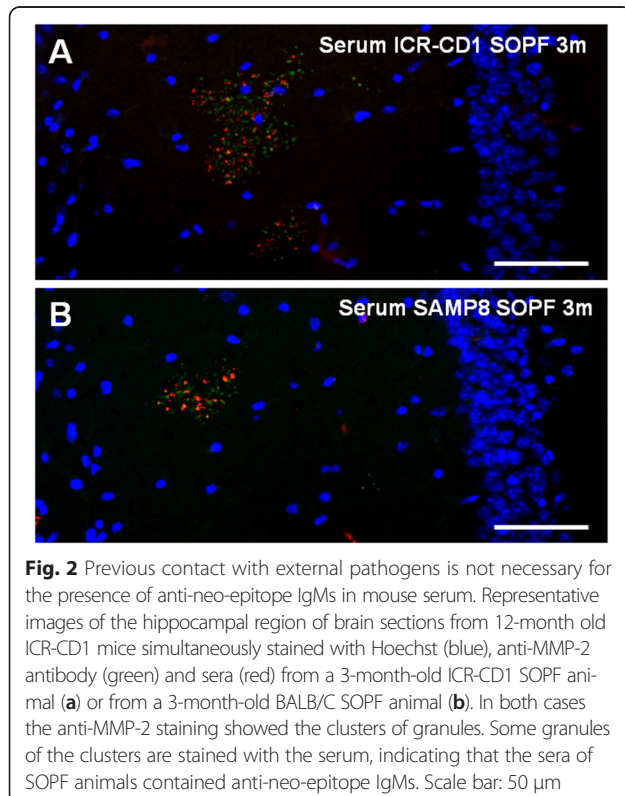 A
Serum ICR-CD1 SOPF 3m
B
Serum SAMP8 SOPF 3m
Fig. 2 Previous contact with external pathogens is not necessary for
the presence of anti-neo-epitope IgMs in mouse serum. Representative
images of the hippocampal region of brain sections from 12-month old
ICR-CD1 mice simultaneously stained with Hoechst (blue), anti-MMP-2
antibody (green) and sera (red) from a 3-month-old ICR-CD1 SOPF ani-
mal (a) or from a 3-month-old BALB/C SOPF animal (b). In both cases
the anti-MMP-2 staining showed the clusters of granules. Some granules
of the clusters are stained with the serum, indicating that the sera of
SOPF animals contained anti-neo-epitope IgMs. Scale bar: 50 μm